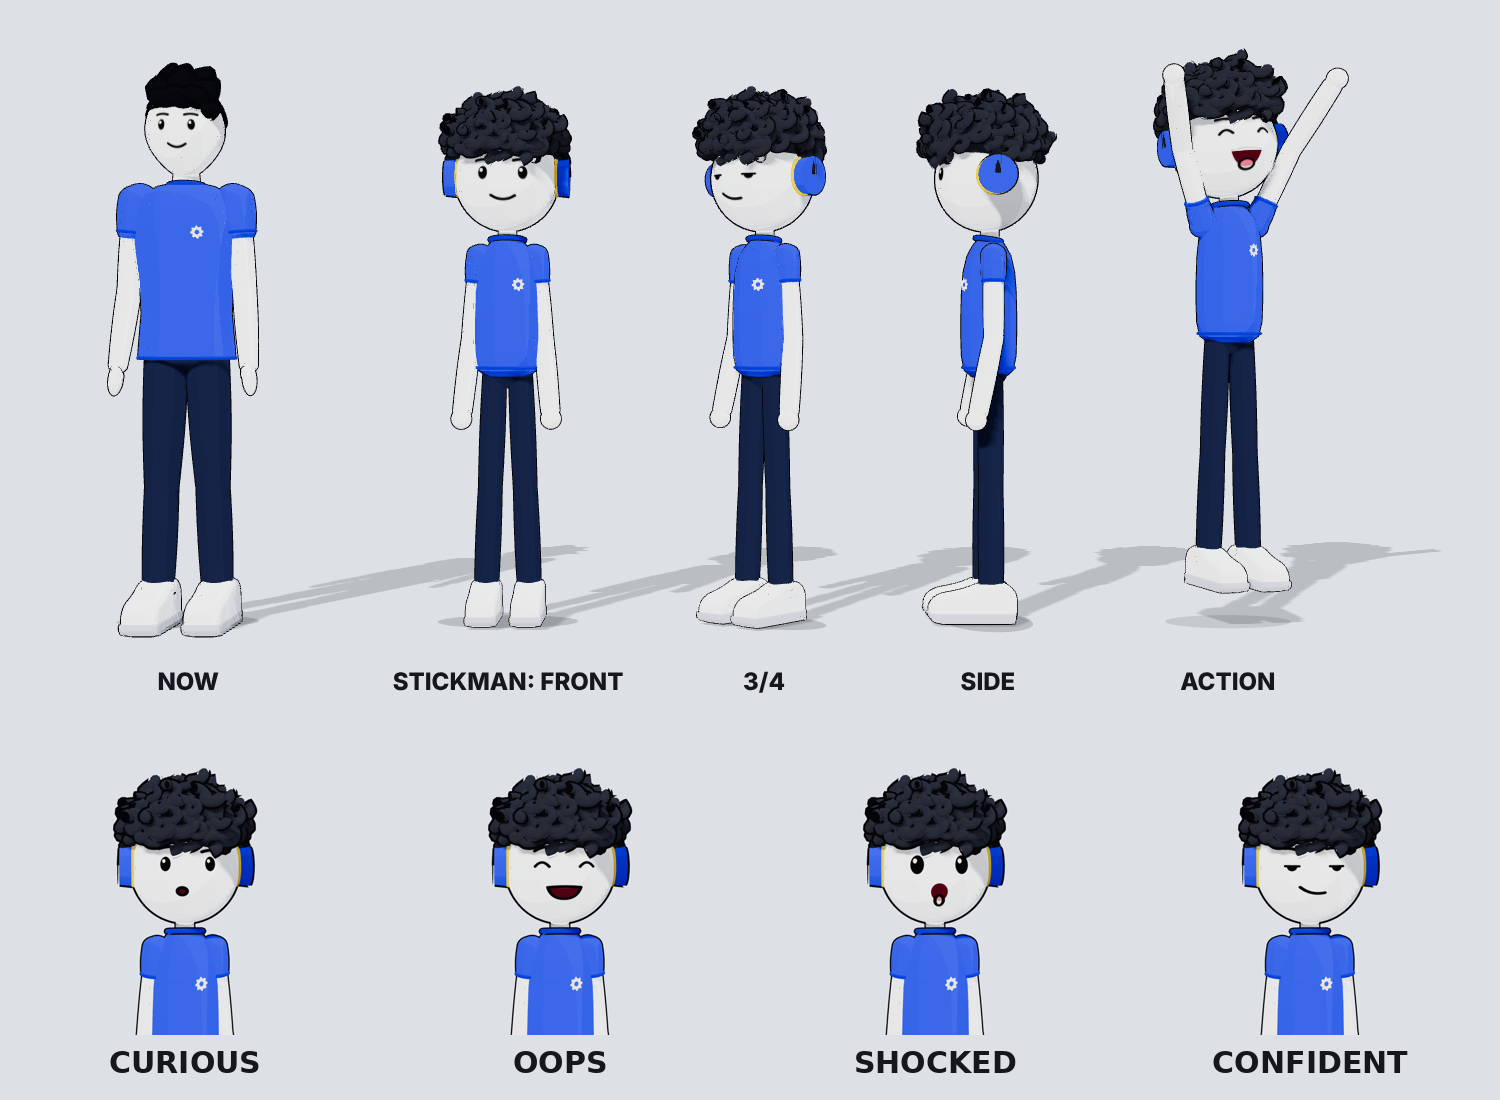 NOW
STICKMAN: FRONT
3/4
SIDE
ACTION
CURIOUS
OOPS
SHOCKED
CONFIDENT